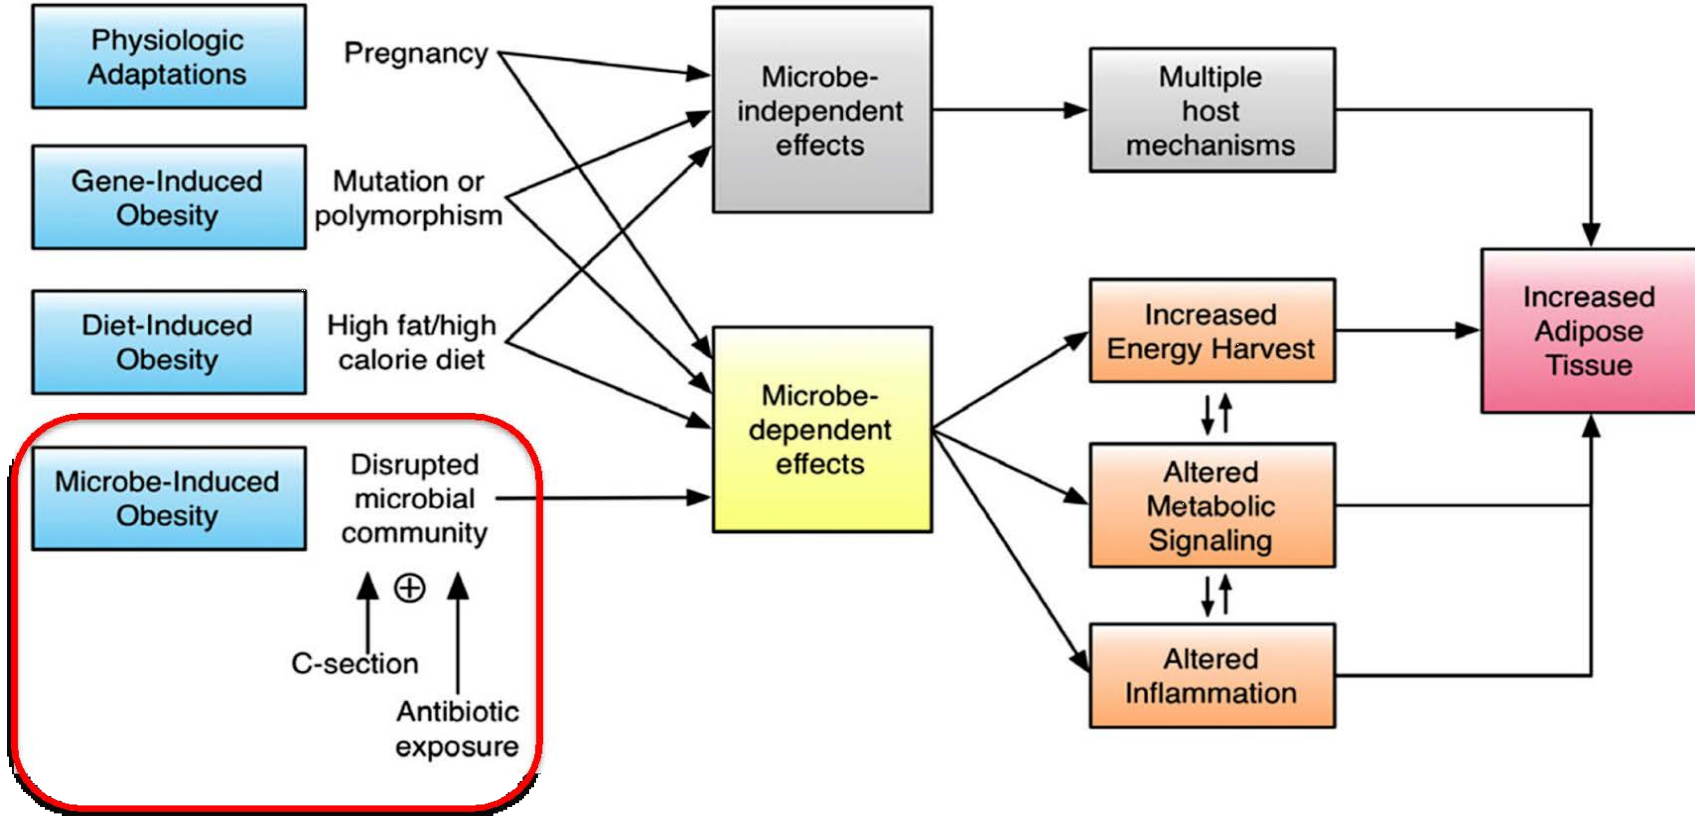 Physiologic
Adaptations
Pregnancy
Gene-Induced
Obesity
Mutation or
polymorphism
Diet-Induced
Obesity
High fat/high
calorie diet
Microbe-Induced
Obesity
Disrupted
microbial
community
C-section
Antibiotic
exposure
Microbe-
independent
effects
Microbe-
dependent
effects
Multiple
host
mechanisms
Increased
Energy Harvest
Altered
Metabolic
Signaling
Altered
Inflammation
Increased
Adipose
Tissue